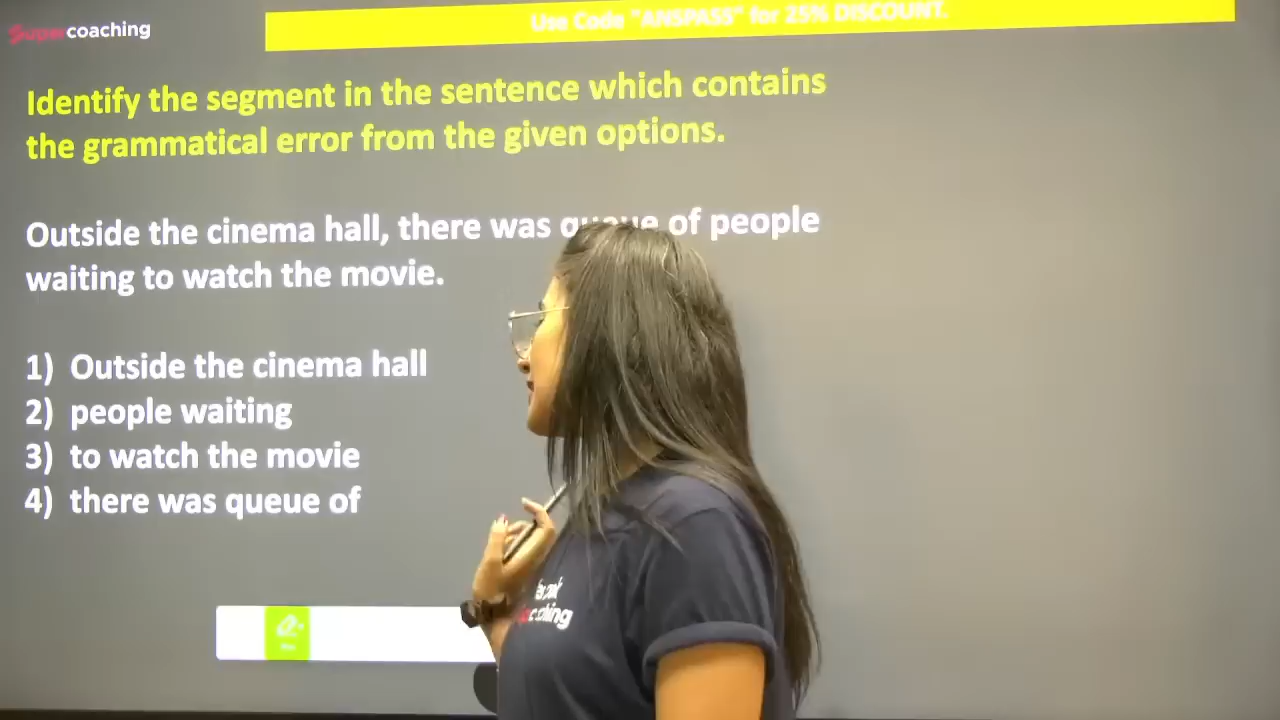 Supercoaching
Use Code "ANSPASS" for 25% DISCOUNT.
Identify the segment in the sentence which contains
the grammatical error from the given options.
Outside the cinema hall, there was queue of people
waiting to watch the movie.
1) Outside the cinema hall
2) people waiting
3) to watch the movie
4) there was queue of